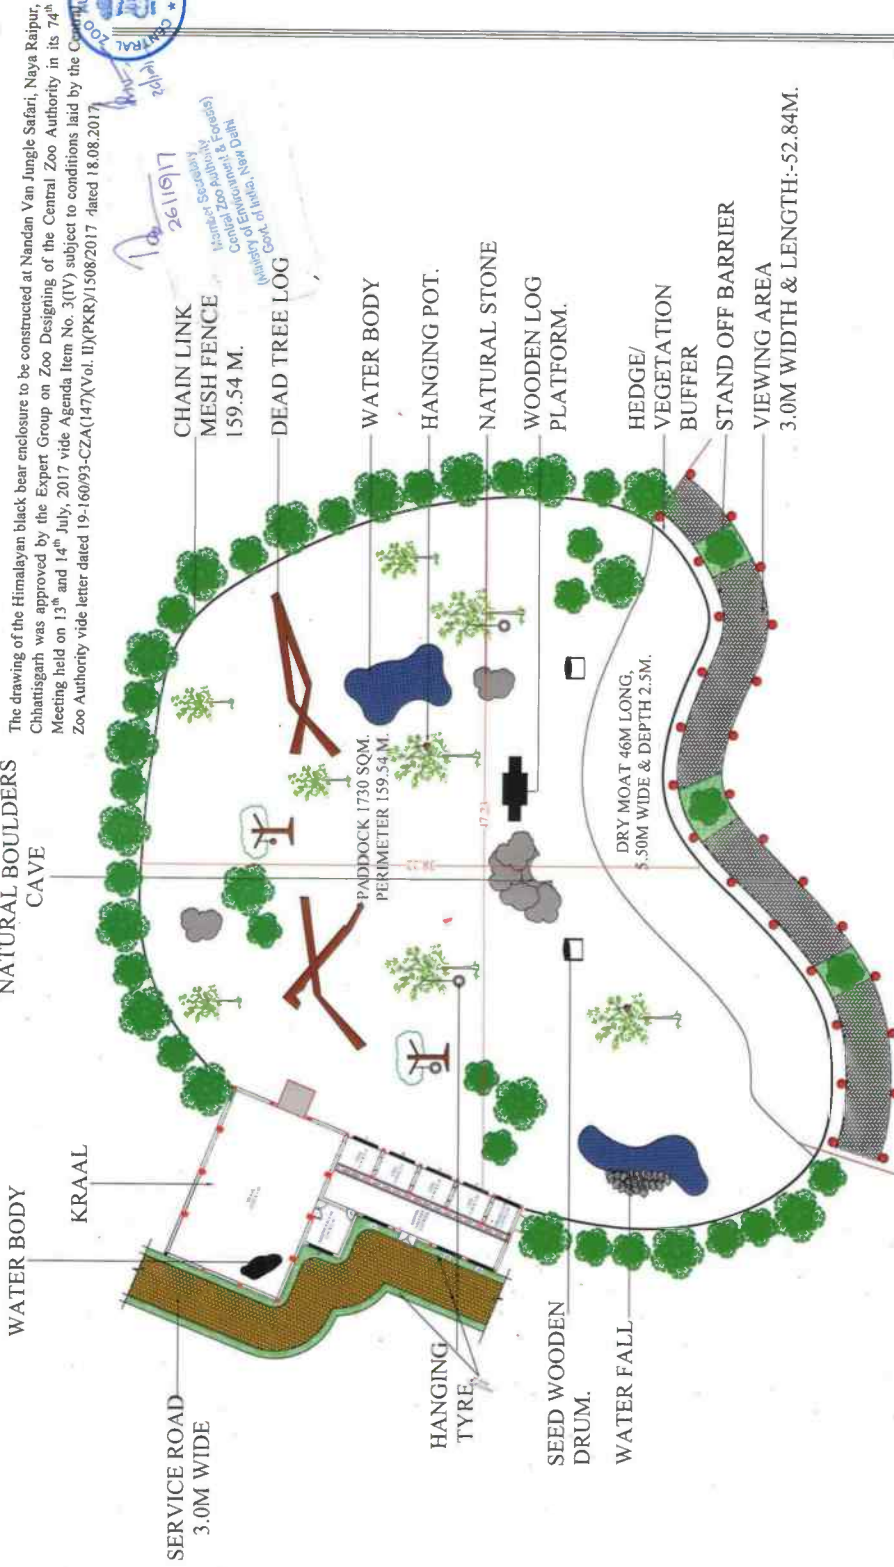 The drawing of the Himalayan black bear enclosure to be constructed at Nandan Van Jungle Safari, Naya Raipur,
Chhattisgarh was approved by the Expert Group on Zoo Designing of the Central Zoo Authority in its 74th
Meeting held on 13th and 14th July, 2017 vide Agenda Item No. 3(IV) subject to conditions laid by the Central
Zoo Authority vide letter dated 19-160/93-CZA(147)(Vol. II)(PKR)/1508/2017 dated 18.08.2017
CENTRAL ZOO
26/10/17
Member Secretary
Central Zoo Authority
(Ministry of Environment & Forests)
Govt. of India, New Delhi
WATER BODY
KRAAL
NATURAL BOULDERS
CAVE
SERVICE ROAD
3.0M WIDE
CHAIN LINK
MESH FENCE
159.54 M.
DEAD TREE LOG
WATER BODY
HANGING POT.
NATURAL STONE
WOODEN LOG
PLATFORM.
HEDGE/
VEGETATION
BUFFER
STAND OFF BARRIER
VIEWING AREA
3.0M WIDTH & LENGTH:-52.84M.
PADDOCK 1730 SQM.
PERIMETER 159.54 M.
47.23
DRY MOAT 46M LONG,
5.50M WIDE & DEPTH 2.5M.
HANGING
TYRE
SEED WOODEN
DRUM.
WATER FALL